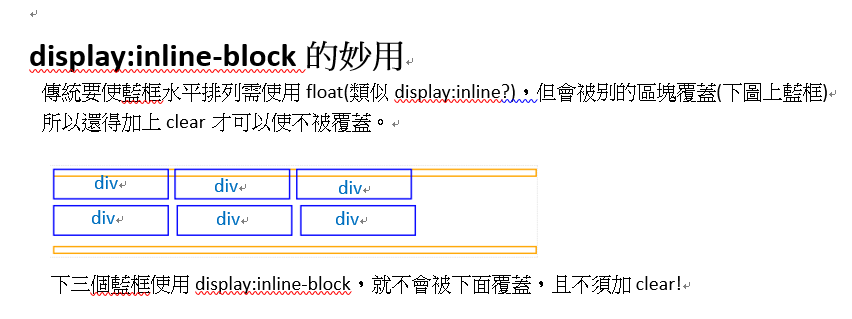 display:inline-block 的妙用
傳統要使藍框水平排列需使用 float(類似 display:inline?)，但會被別的區塊覆蓋(下圖上藍框)
所以還得加上 clear 才可以使不被覆蓋。
div div div
div div div
下三個藍框使用 display:inline-block，就不會被下面覆蓋，且不須加 clear!